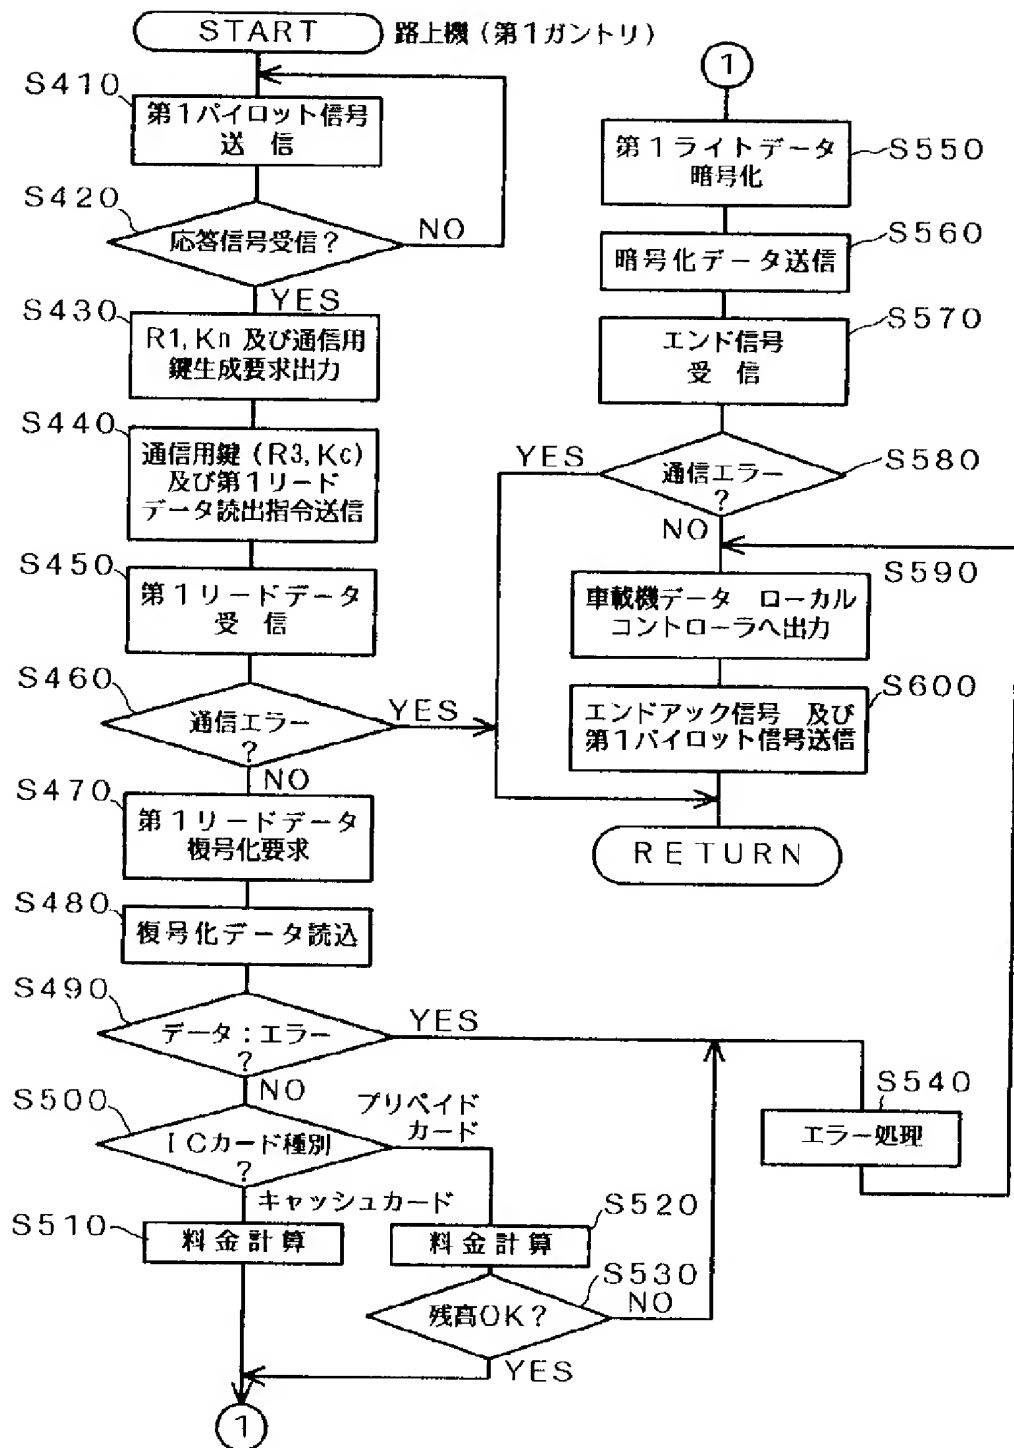 START
路上機（第1ガントリ）
S410
第1パイロット信号
送 信
S420
応答信号受信？
NO
YES
S430
R1, Kn 及び通信用
鍵生成要求出力
S440
通信用鍵（R3, Kc）
及び第1リード
データ読出指令送信
S450
第1リードデータ
受 信
S460
通信エラー
？
YES
NO
S470
第1リードデータ
復号化要求
S480
復号化データ読込
S490
データ：エラー
？
YES
NO
S500
ICカード種別
？
プリペイド
カード
キャッシュカード
S510
料金計算
S520
料金計算
S530
残高OK？
NO
YES
1
1
第1ライトデータ
暗号化
S550
暗号化データ送信
S560
エンド信号
受 信
S570
通信エラー
？
S580
YES
NO
S590
車載機データ ローカル
コントローラへ出力
S600
エンドアック信号 及び
第1パイロット信号送信
RETURN
S540
エラー処理